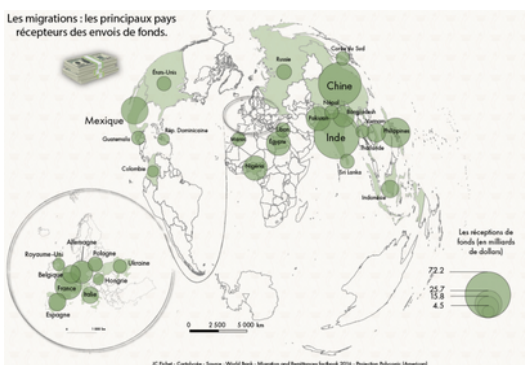 Les migrations : les principaux pays
récepteurs des envois de fonds.
États-Unis
Russie
Corée du Sud
Chine
Mexique
Népal
Bangladesh
Pakistan
Vietnam
Guatemala
Rép. Dominicaine
Maroc
Liban
Egypte
Inde
Philippines
Thaïlande
Colombie
Nigéria
Sri Lanka
Indonésie
Allemagne
Royaume-Uni
Pologne
Ukraine
Belgique
Hongrie
France
Italie
Espagne
Les réceptions de
fonds (en milliards
de dollars)
72.2
25.7
15.8
4.5
0 2 500 5 000 km